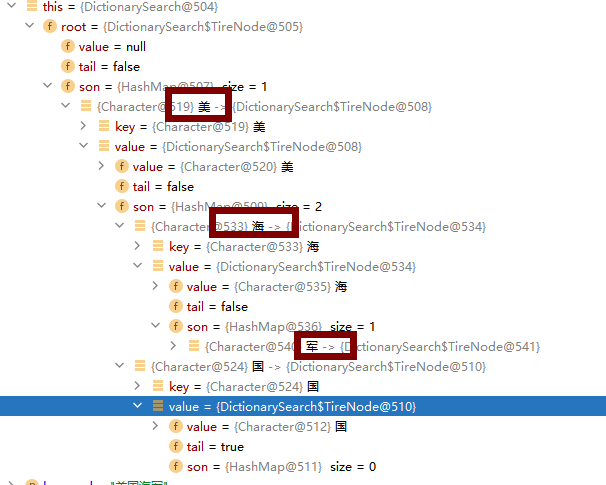 this = {DictionarySearch@504}
root = {DictionarySearch$TireNode@505}
value = null
tail = false
son = {HashMap@507} size = 1
{Character@519} 美 -> {DictionarySearch$TireNode@508}
key = {Character@519} 美
value = {DictionarySearch$TireNode@508}
value = {Character@520} 美
tail = false
son = {HashMap@509} size = 2
{Character@533} 海 -> {DictionarySearch$TireNode@534}
key = {Character@533} 海
value = {DictionarySearch$TireNode@534}
value = {Character@535} 海
tail = false
son = {HashMap@536} size = 1
{Character@540 军 -> {DictionarySearch$TireNode@541}
{Character@524} 国 -> {DictionarySearch$TireNode@510}
key = {Character@524} 国
value = {DictionarySearch$TireNode@510}
value = {Character@512} 国
tail = true
son = {HashMap@511} size = 0
"美国海军"